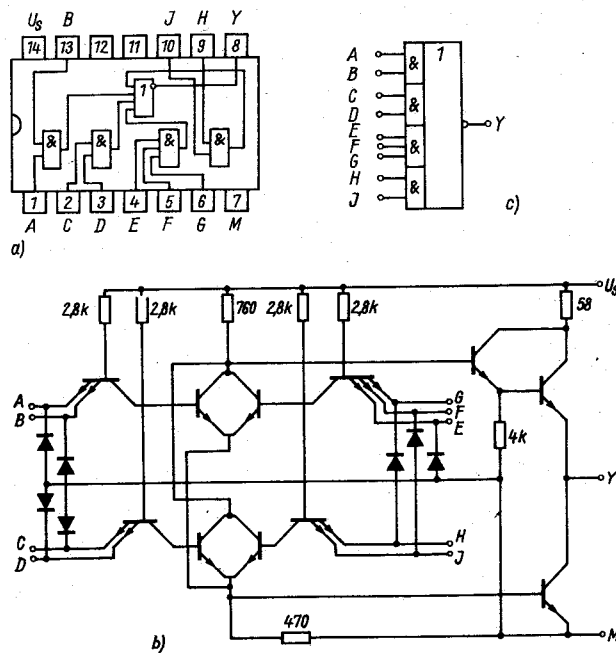 U_S B J H Y
14 13 12 11 10 9 8
1
& & & &
1 2 3 4 5 6 7
A C D E F G M
a)
A
B
C
D
E
F
G
H
J
& & & &
1
Y
c)
U_S
2,8k 2,8k 760 2,8k 2,8k 58
A
B
G
F
E
4k
Y
C
D
H
J
470
M
b)